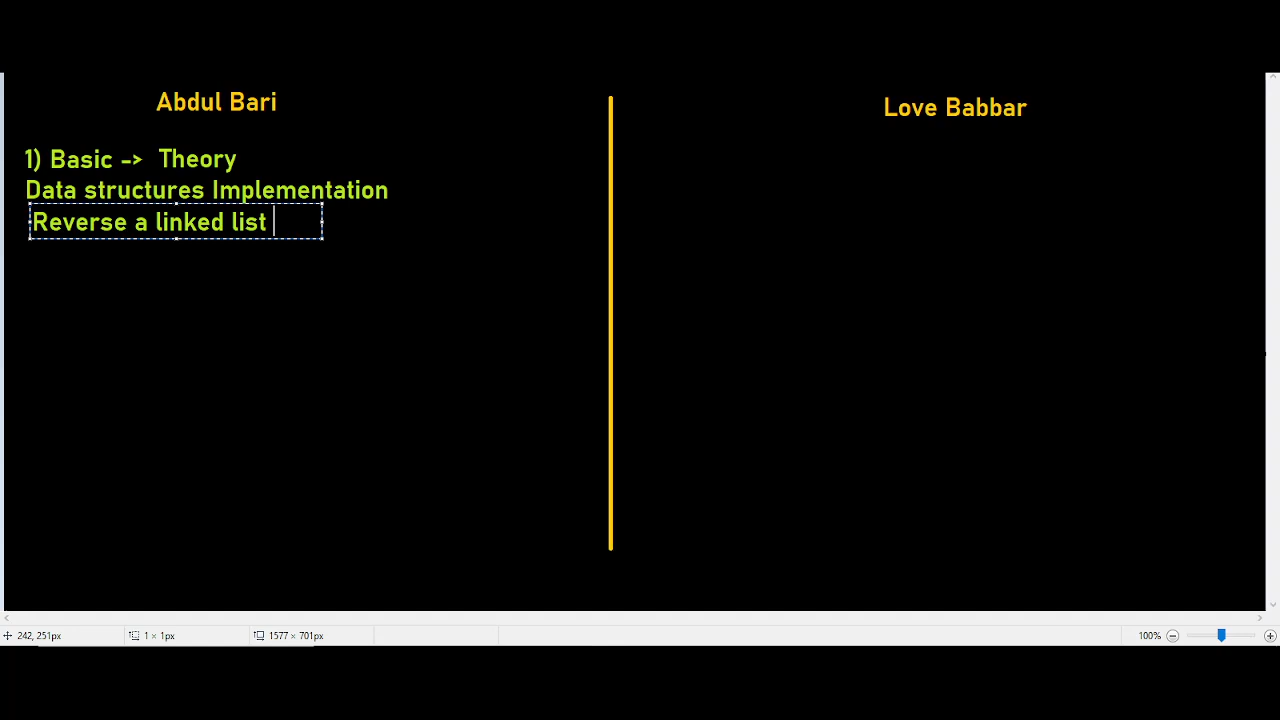 Abdul Bari
Love Babbar
1) Basic -> Theory
Data structures Implementation
Reverse a linked list
242, 251px
1 × 1px
1577 × 701px
100%